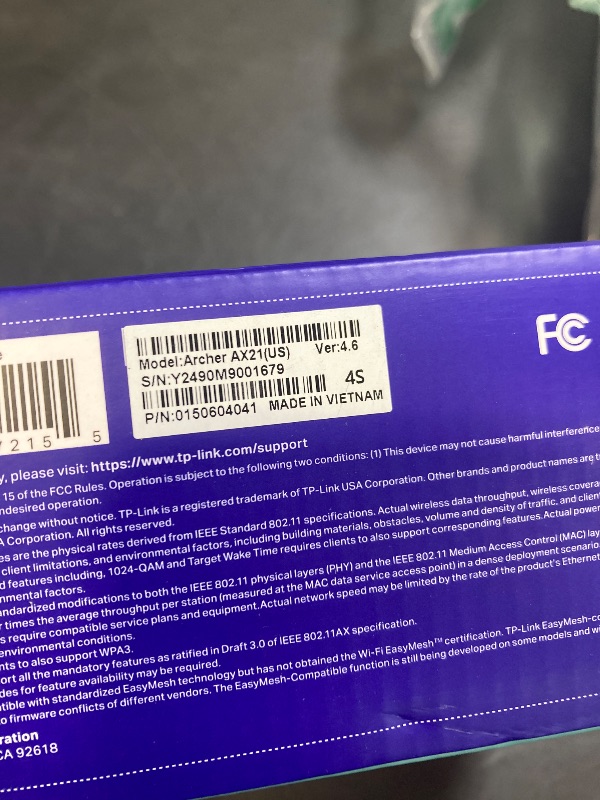 FC
Model:Archer AX21(US) Ver:4.6
S/N:Y2490M9001679
4S
P/N:0150604041 MADE IN VIETNAM
7 215 5
y, please visit: https://www.tp-link.com/support
15 of the FCC Rules. Operation is subject to the following two conditions: (1) This device may not cause harmful interference
ndesired operation.
change without notice. TP-Link is a registered trademark of TP-Link USA Corporation. Other brands and product names are tr
A Corporation. All rights reserved.
es are the physical rates derived from IEEE Standard 802.11 specifications. Actual wireless data throughput, wireless covera
client limitations, and environmental factors, including building materials, obstacles, volume and density of traffic, and client
d features including, 1024-QAM and Target Wake Time requires clients to also support corresponding features. Actual power
nmental factors.
andardized modifications to both the IEEE 802.11 physical layers (PHY) and the IEEE 802.11 Medium Access Control (MAC) lay
r times the average throughput per station (measured at the MAC data service access point) in a dense deployment scenario.
s require compatible service plans and equipment. Actual network speed may be limited by the rate of the product's Ethernet
environmental conditions.
nts to also support WPA3.
ort all the mandatory features as ratified in Draft 3.0 of IEEE 802.11AX specification.
des for feature availability may be required.
atible with standardized EasyMesh technology but has not obtained the Wi-Fi EasyMesh™ certification. TP-Link EasyMesh-co
o firmware conflicts of different vendors. The EasyMesh-Compatible function is still being developed on some models and wi
ration
CA 92618